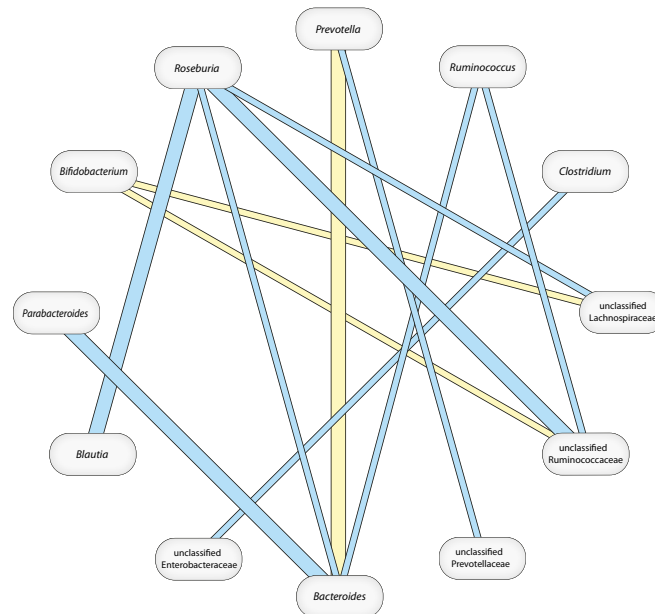 Prevotella
Roseburia
Ruminococcus
Bifidobacterium
Clostridium
Parabacteroides
unclassified
Lachnospiraceae
Blautia
unclassified
Ruminococcaceae
unclassified
Enterobacteraceae
unclassified
Prevotellaceae
Bacteroides